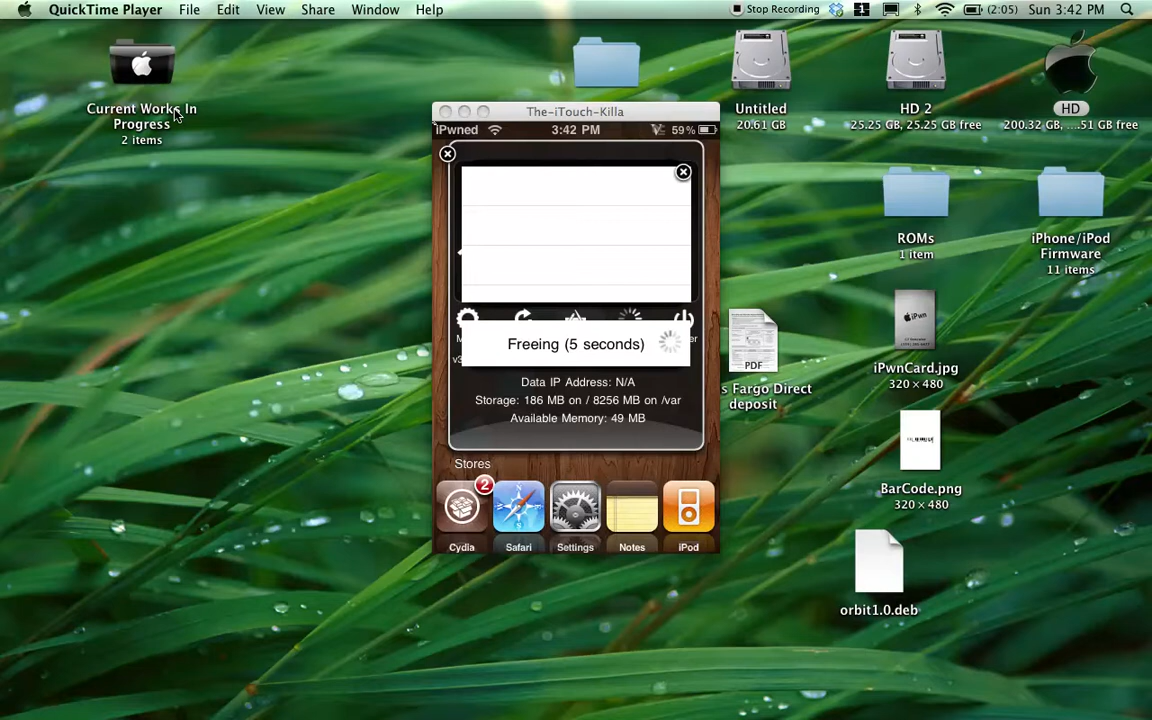 QuickTime Player File Edit View Share Window Help
Stop Recording 1 (2:05) Sun 3:42 PM
Current Works In
Progress
2 items
Untitled
20.61 GB
HD 2
25.25 GB, 25.25 GB free
HD
200.32 GB, ....51 GB free
The-iTouch-Killa
iPwned 3:42 PM 59%
Freeing (5 seconds)
Data IP Address: N/A
Storage: 186 MB on / 8256 MB on /var
Available Memory: 49 MB
Stores
2
Cydia Safari Settings Notes iPod
ROMs
1 item
iPhone/iPod
Firmware
11 items
PDF
s Fargo Direct
deposit
iPwn
iPwnCard.jpg
320 × 480
BarCode.png
320 × 480
orbit1.0.deb